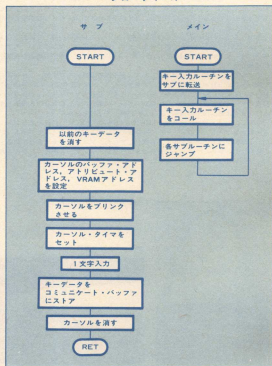 サブ
START
以前のキーデータ
を消す
カーソルのバッファ・アド
レス，アトリビュート・ア
ドレス，VRAMアドレス
を設定
カーソルをブリンク
させる
カーソル・タイマを
セット
1文字入力
キーデータを
コミュニケート・バッファ
にストア
カーソルを消す
RET
メイン
START
キー入力ルーチンを
サブに転送
キー入力ルーチン
をコール
各サブルーチンに
ジャンプ